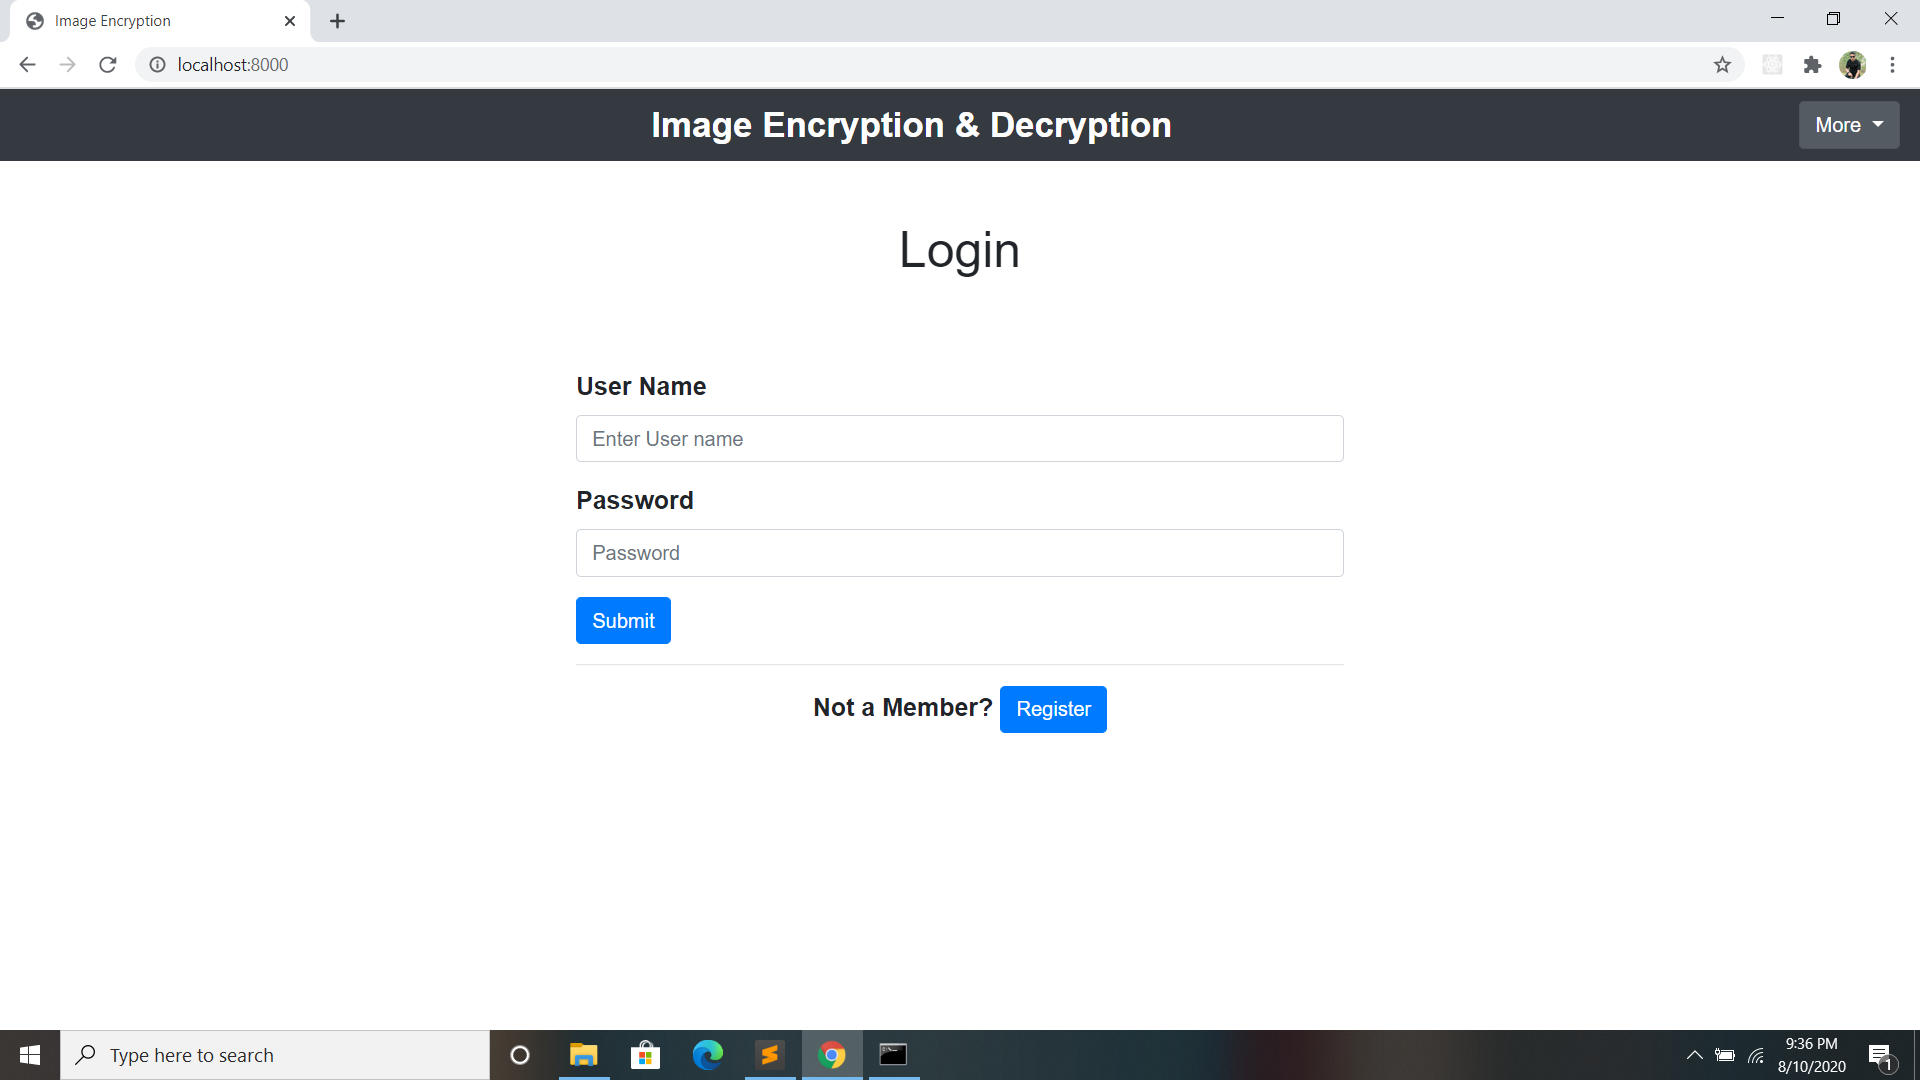 Image Encryption
localhost:8000
Image Encryption & Decryption
More
Login
User Name
Enter User name
Password
Password
Submit
Not a Member? Register
Type here to search
9:36 PM
8/10/2020
1